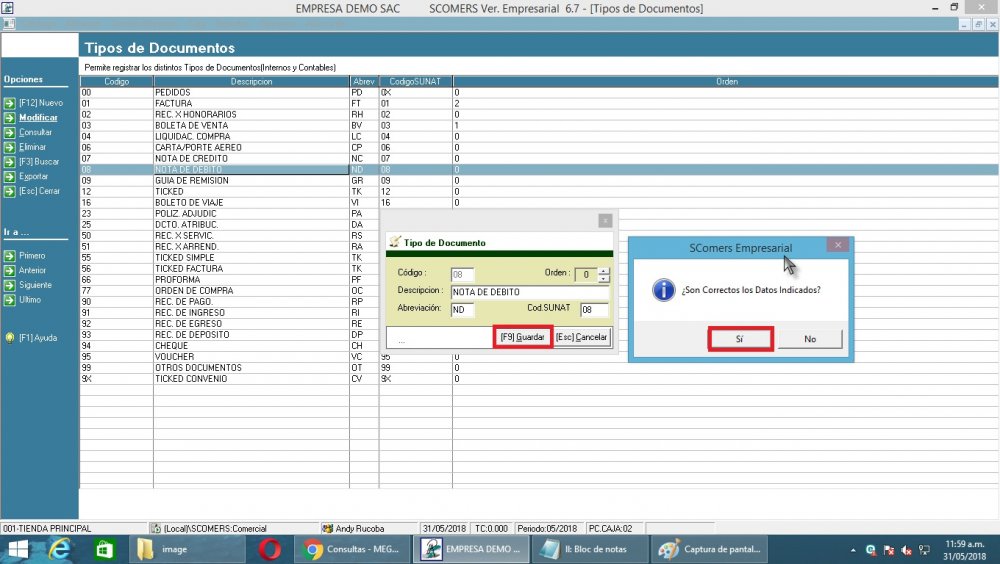 EMPRESA DEMO SAC SCOMERS Ver. Empresarial 6.7 - [Tipos de Documentos]
Tipos de Documentos
Permite registrar los distintos Tipos de Documentos(Internos y Contables)
Opciones
[F12] Nuevo
Modificar
Consultar
Eliminar
[F3] Buscar
Exportar
[Esc] Cerrar
Ir a ...
Primero
Anterior
Siguiente
Ultimo
[F1] Ayuda
Codigo Descripcion Abrev CodigoSUNAT Orden
00 PEDIDOS PD 0X 0
01 FACTURA FT 01 2
02 REC. X HONORARIOS RH 02 0
03 BOLETA DE VENTA BV 03 1
04 LIQUIDAC. COMPRA LC 04 0
06 CARTA/PORTE AEREO CP 06 0
07 NOTA DE CREDITO NC 07 0
08 NOTA DE DEBITO ND 08 0
09 GUIA DE REMISION GR 09 0
12 TICKED TK 12 0
16 BOLETO DE VIAJE VI 16 0
23 POLIZ. ADJUDIC PA
25 DCTO. ATRIBUC. DA
50 REC. X SERVIC. RS
51 REC. X ARREND. RA
55 TICKED SIMPLE TK
56 TICKED FACTURA TK
66 PROFORMA PF
77 ORDEN DE COMPRA OC
90 REC. DE PAGO. RP
91 REC. DE INGRESO RI
92 REC. DE EGRESO RE
93 REC. DE DEPOSITO DP
94 CHEQUE CH
95 VOUCHER VC 95 0
99 OTROS DOCUMENTOS OT 99 0
9X TICKED CONVENIO CV 9X 0
Tipo de Documento
Código : 08 Orden : 0
Descripcion : NOTA DE DEBITO
Abreviación: ND Cod.SUNAT 08
... [F9] Guardar [Esc] Cancelar
SComers Empresarial
¿Son Correctos los Datos Indicados?
Sí No
001-TIENDA PRINCIPAL (Local)\SCOMERS:Comercial Andy Rucoba 31/05/2018 TC:0.000 Periodo:05/2018 PC.CAJA:02
image Consultas - MEG... EMPRESA DEMO ... II: Bloc de notas Captura de pantal...
11:59 a.m.
31/05/2018